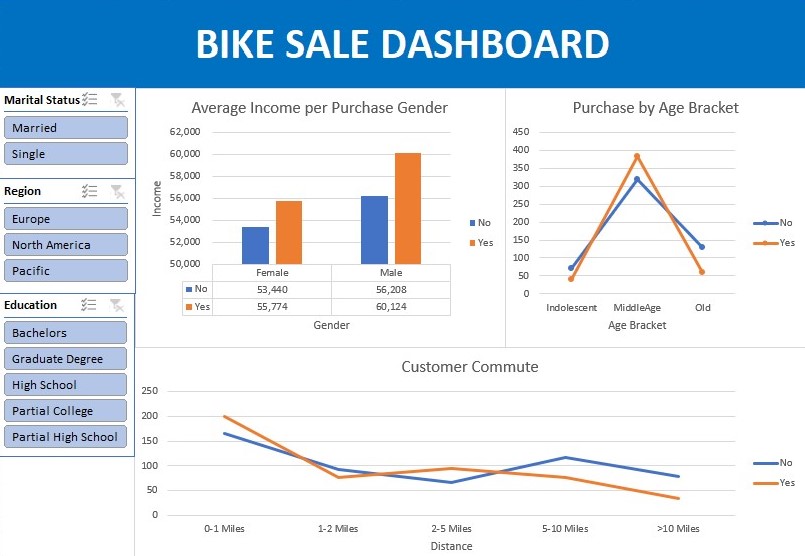 BIKE SALE DASHBOARD
Marital Status
Married
Single
Region
Europe
North America
Pacific
Education
Bachelors
Graduate Degree
High School
Partial College
Partial High School
Average Income per Purchase Gender
62,000
60,000
58,000
56,000
54,000
52,000
50,000
Income
Female Male
No 53,440 56,208
Yes 55,774 60,124
Gender
No
Yes
Purchase by Age Bracket
450
400
350
300
250
200
150
100
50
0
Indolescent MiddleAge Old
Age Bracket
No
Yes
Customer Commute
250
200
150
100
50
0
0-1 Miles 1-2 Miles 2-5 Miles 5-10 Miles >10 Miles
Distance
No
Yes